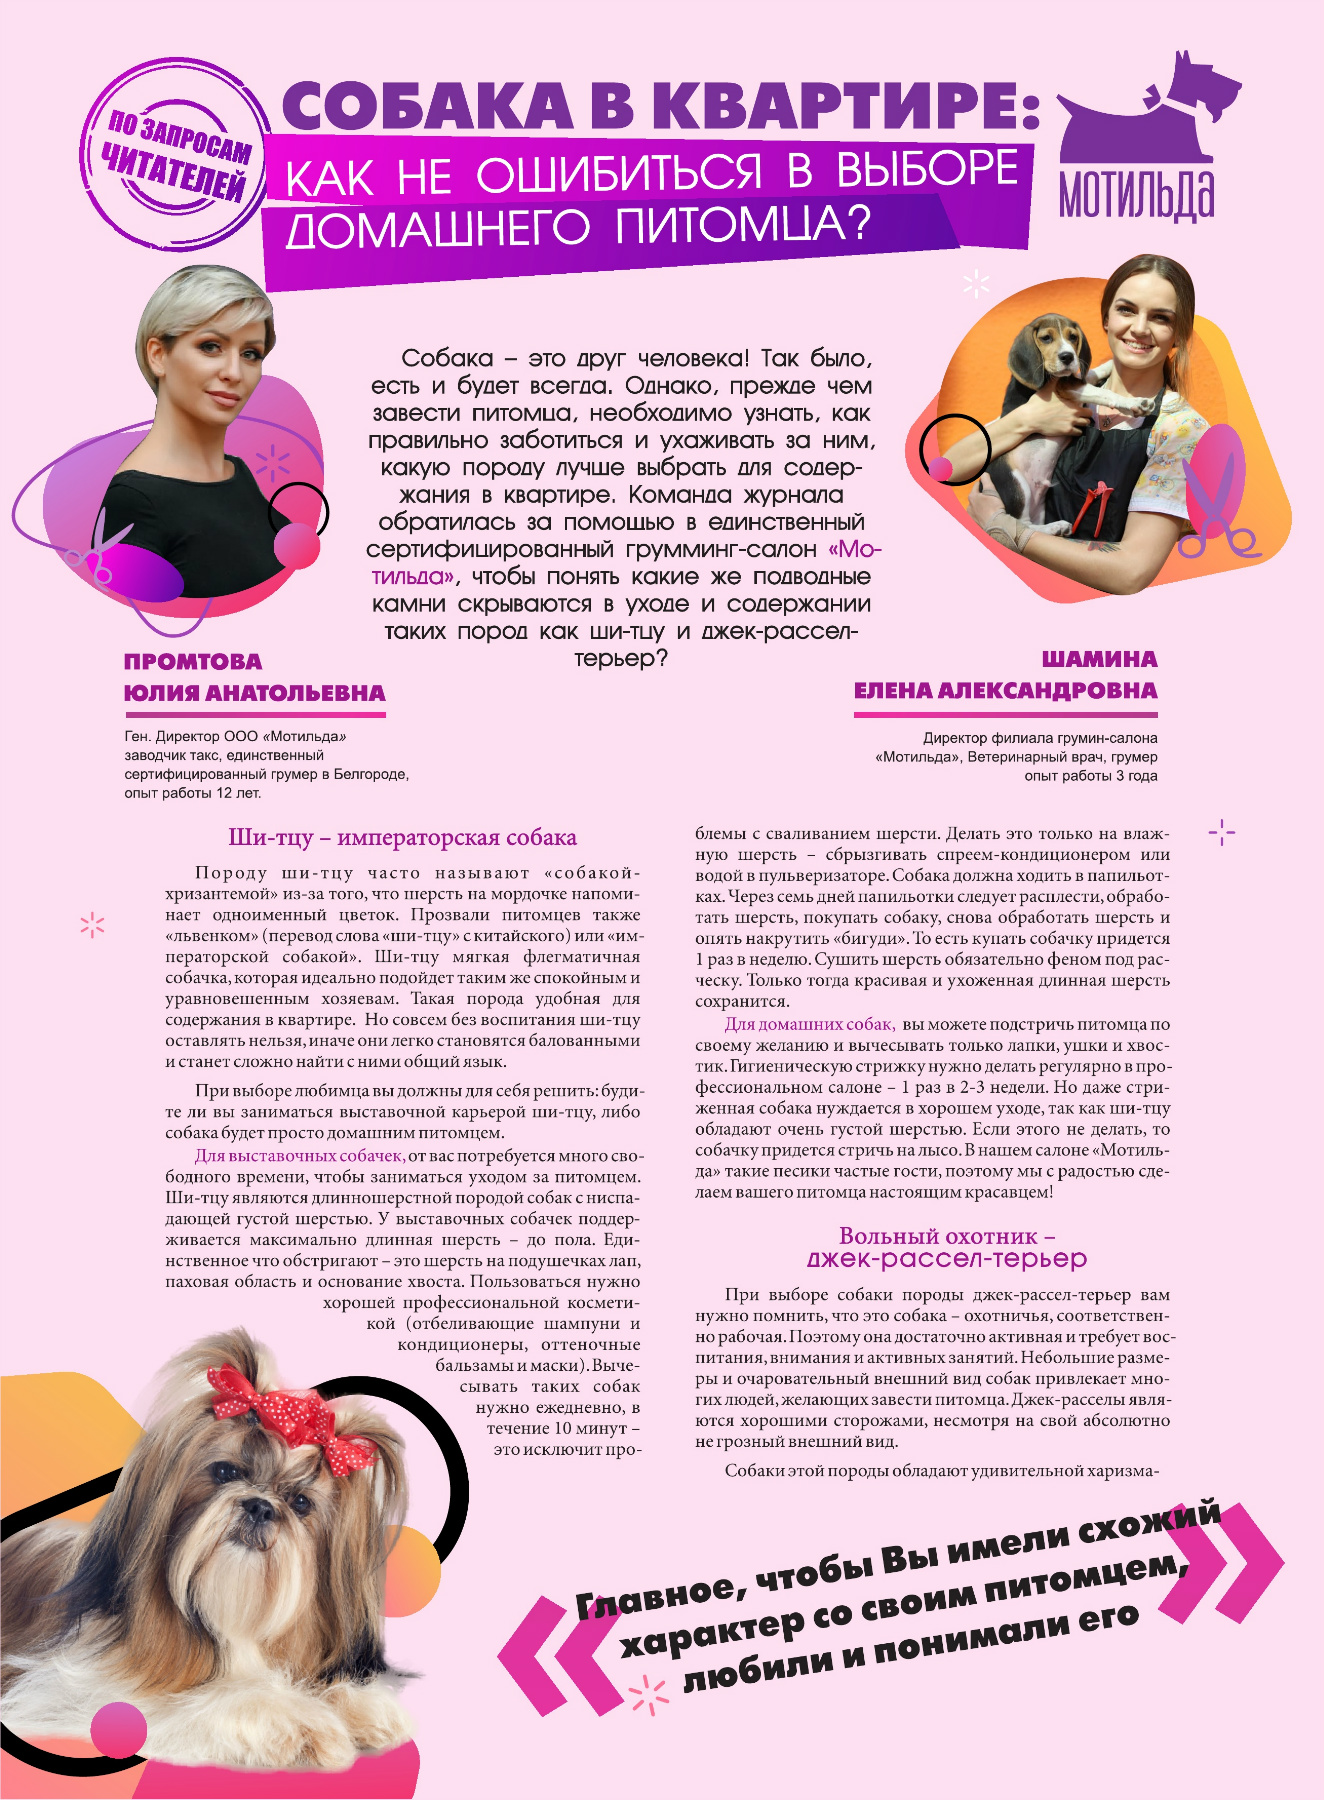 ПО ЗАПРОСАМ
ЧИТАТЕЛЕЙ
СОБАКА В КВАРТИРЕ:
КАК НЕ ОШИБИТЬСЯ В ВЫБОРЕ
ДОМАШНЕГО ПИТОМЦА?
МОТИЛЬДА
Собака – это друг человека! Так было,
есть и будет всегда. Однако, прежде чем
завести питомца, необходимо узнать, как
правильно заботиться и ухаживать за ним,
какую породу лучше выбрать для содер-
жания в квартире. Команда журнала
обратилась за помощью в единственный
сертифицированный грумминг-салон «Мо-
тильда», чтобы понять какие же подводные
камни скрываются в уходе и содержании
таких пород как ши-тцу и джек-рассел-
терьер?
ПРОМТОВА
ЮЛИЯ АНАТОЛЬЕВНА
Ген. Директор ООО «Мотильда»
заводчик такс, единственный
сертифицированный грумер в Белгороде,
опыт работы 12 лет.
ШАМИНА
ЕЛЕНА АЛЕКСАНДРОВНА
Директор филиала грумин-салона
«Мотильда», Ветеринарный врач, грумер
опыт работы 3 года
Ши-тцу – императорская собака
Породу ши-тцу часто называют «собакой-
хризантемой» из-за того, что шерсть на мордочке напоми-
нает одноименный цветок. Прозвали питомцев также
«львенком» (перевод слова «ши-тцу» с китайского) или «им-
ператорской собакой». Ши-тцу мягкая флегматичная
собачка, которая идеально подойдет таким же спокойным и
уравновешенным хозяевам. Такая порода удобная для
содержания в квартире. Но совсем без воспитания ши-тцу
оставлять нельзя, иначе они легко становятся балованными
и станет сложно найти с ними общий язык.
При выборе любимца вы должны для себя решить: буди-
те ли вы заниматься выставочной карьерой ши-тцу, либо
собака будет просто домашним питомцем.
Для выставочных собачек, от вас потребуется много сво-
бодного времени, чтобы заниматься уходом за питомцем.
Ши-тцу являются длинношерстной породой собак с ниспа-
дающей густой шерстью. У выставочных собачек поддер-
живается максимально длинная шерсть – до пола. Еди-
нственное что обстригают – это шерсть на подушечках лап,
паховая область и основание хвоста. Пользоваться нужно
хорошей профессиональной космети-
кой (отбеливающие шампуни и
кондиционеры, оттеночные
бальзамы и маски). Выче-
сывать таких собак
нужно ежедневно, в
течение 10 минут –
это исключит про-
блемы с сваливанием шерсти. Делать это только на влаж-
ную шерсть – сбрызгивать спреем-кондиционером или
водой в пульверизаторе. Собака должна ходить в папильот-
ках. Через семь дней папильотки следует расплести, обрабо-
тать шерсть, покупать собаку, снова обработать шерсть и
опять накрутить «бигуди». То есть купать собачку придется
1 раз в неделю. Сушить шерсть обязательно феном под рас-
ческу. Только тогда красивая и ухоженная длинная шерсть
сохранится.
Для домашних собак, вы можете подстричь питомца по
своему желанию и вычесывать только лапки, ушки и хвос-
тик. Гигиеническую стрижку нужно делать регулярно в про-
фессиональном салоне – 1 раз в 2-3 недели. Но даже стри-
женная собака нуждается в хорошем уходе, так как ши-тцу
обладают очень густой шерстью. Если этого не делать, то
собачку придется стричь на лысо. В нашем салоне «Мотиль-
да» такие песики частые гости, поэтому мы с радостью сде-
лаем вашего питомца настоящим красавцем!
Вольный охотник –
джек-рассел-терьер
При выборе собаки породы джек-рассел-терьер вам
нужно помнить, что это собака – охотничья, соответствен-
но рабочая. Поэтому она достаточно активная и требует вос-
питания, внимания и активных занятий. Небольшие разме-
ры и очаровательный внешний вид собак привлекает мно-
гих людей, желающих завести питомца. Джек-расселы явля-
ются хорошими сторожами, несмотря на свой абсолютно
не грозный внешний вид.
Собаки этой породы обладают удивительной харизма-
«Главное, чтобы Вы имели схожий
характер со своим питомцем,
любили и понимали его»